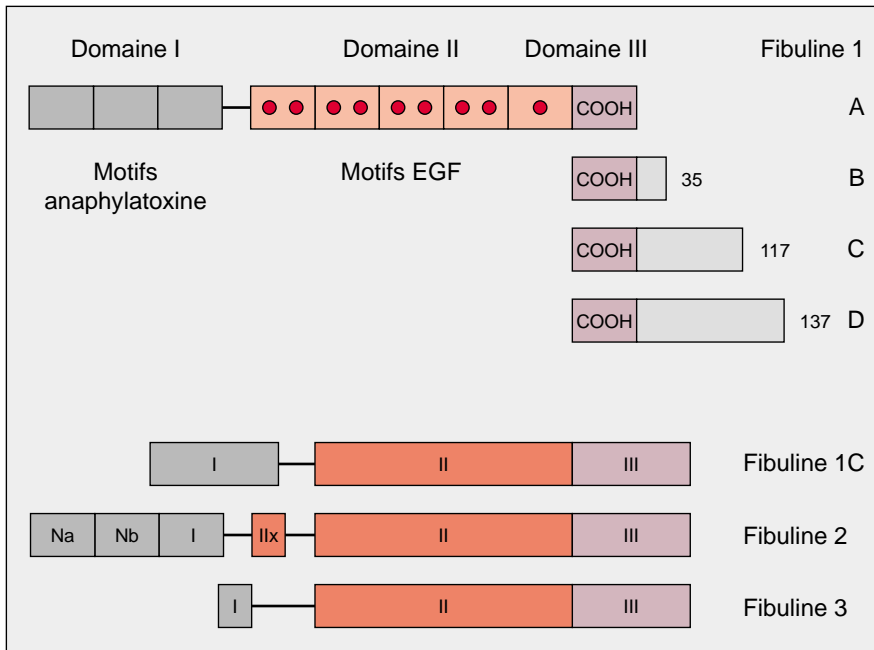 Domaine I Domaine II Domaine III Fibuline 1
COOH A
Motifs
anaphylatoxine
Motifs EGF
COOH 35 B
COOH 117 C
COOH 137 D
I II III Fibuline 1C
Na Nb I IIx II III Fibuline 2
I II III Fibuline 3